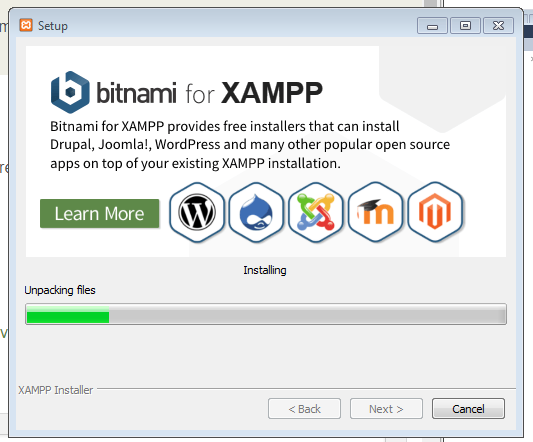 Setup
bitnami for XAMPP
Bitnami for XAMPP provides free installers that can install
Drupal, Joomla!, WordPress and many other popular open source
apps on top of your existing XAMPP installation.
Learn More
Installing
Unpacking files
XAMPP Installer
< Back
Next >
Cancel